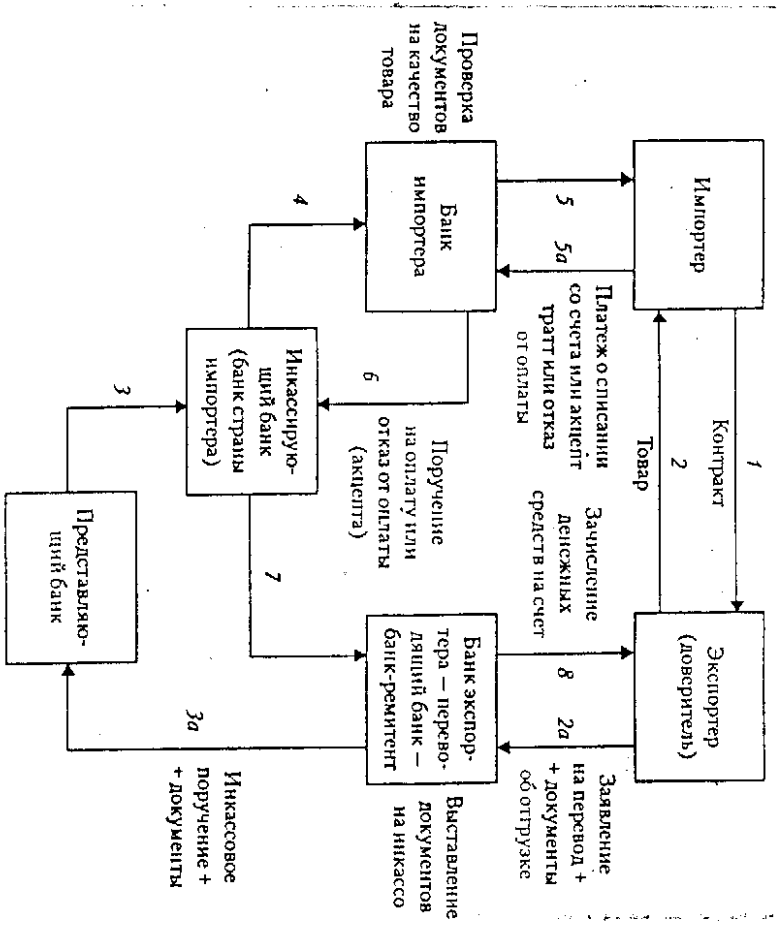 Импортер
1
Контракт
2
Товар
Экспортер
(доверитель)
5
5а
Платеж о списании
со счета или акцепт
тратт или отказ
от оплаты
Зачисление
денежных
средств на счет
8
2а
Заявление
на перевод +
+ документы
об отгрузке
Проверка
документов
на качество
товара
Банк
импортера
6
Поручение
на оплату или
отказ от оплаты
(акцепта)
Банк экспор-
тера — перево-
дящий банк —
банк-ремитент
Выставление
документов
на инкассо
4
Инкассирую-
щий банк
(банк страны
импортера)
7
3
Представляю-
щий банк
3а
Инкассовое
поручение +
+ документы